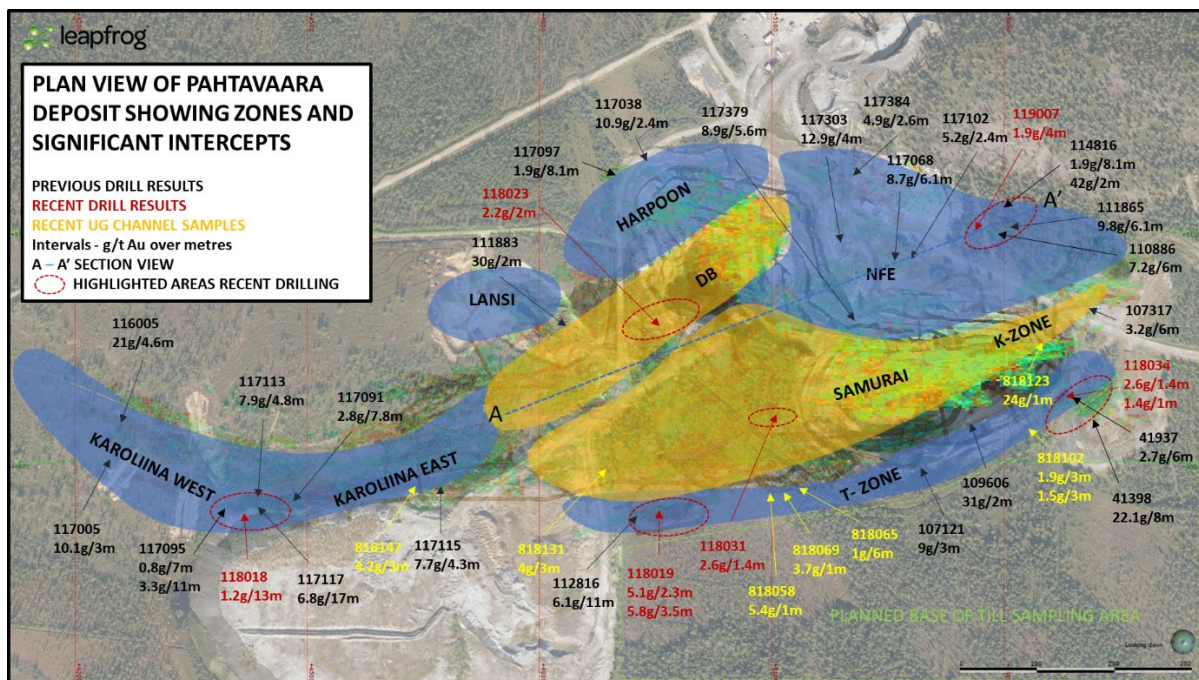 leapfrog
PLAN VIEW OF PAHTAVAARA
DEPOSIT SHOWING ZONES AND
SIGNIFICANT INTERCEPTS
PREVIOUS DRILL RESULTS
RECENT DRILL RESULTS
RECENT UG CHANNEL SAMPLES
Intervals - g/t Au over metres
A – A’ SECTION VIEW
HIGHLIGHTED AREAS RECENT DRILLING
117038
10.9g/2.4m
117379
8.9g/5.6m
117384
4.9g/2.6m
117303
12.9g/4m
117102
5.2g/2.4m
119007
1.9g/4m
117097
1.9g/8.1m
117068
8.7g/6.1m
114816
1.9g/8.1m
42g/2m
118023
2.2g/2m
HARPOON
A’
111865
9.8g/6.1m
111883
30g/2m
110886
7.2g/6m
LANSI
DB
NFE
107317
3.2g/6m
116005
21g/4.6m
K-ZONE
117113
7.9g/4.8m
117091
2.8g/7.8m
SAMURAI
818123
24g/1m
118034
2.6g/1.4m
1.4g/1m
A
KAROLIINA WEST
KAROLIINA EAST
T- ZONE
41937
2.7g/6m
818102
1.9g/3m
1.5g/3m
109606
31g/2m
41398
22.1g/8m
117005
10.1g/3m
117095
0.8g/7m
3.3g/11m
118018
1.2g/13m
117117
6.8g/17m
818147
4.2g/5m
117115
7.7g/4.3m
818131
4g/3m
112816
6.1g/11m
118019
5.1g/2.3m
5.8g/3.5m
118031
2.6g/1.4m
818058
5.4g/1m
818069
3.7g/1m
818065
1g/6m
107121
9g/3m
PLANNED BASE OF TILL SAMPLING AREA
Looking down
0 100 200